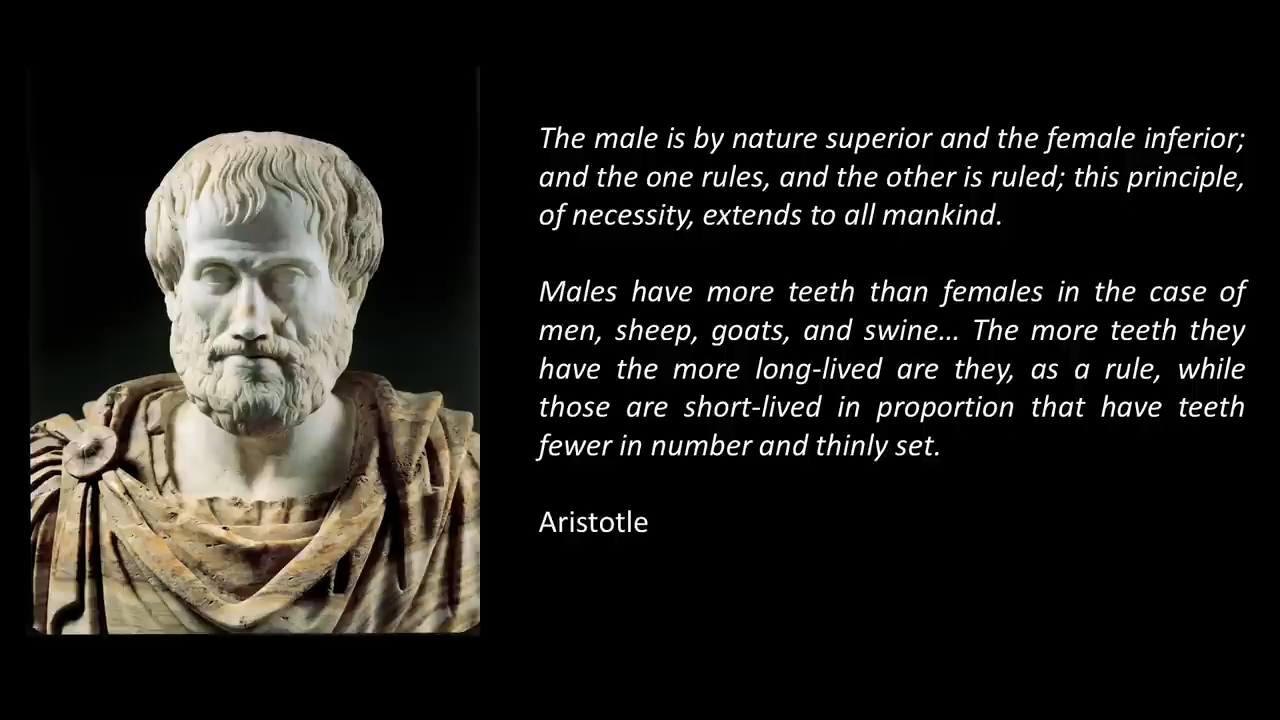 The male is by nature superior and the female inferior;
and the one rules, and the other is ruled; this principle,
of necessity, extends to all mankind.
Males have more teeth than females in the case of
men, sheep, goats, and swine… The more teeth they
have the more long-lived are they, as a rule, while
those are short-lived in proportion that have teeth
fewer in number and thinly set.
Aristotle